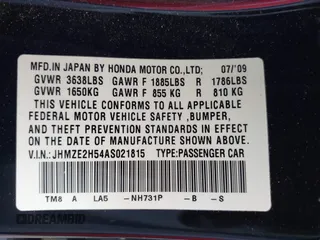 MFD.IN JAPAN BY HONDA MOTOR CO.,LTD; 07/'09
GVWR 3638LBS GAWR F 1885LBS R 1786LBS
GVWR 1650KG GAWR F 855 KG R 810 KG
THIS VEHICLE CONFORMS TO ALL APPLICABLE
FEDERAL MOTOR VEHICLE SAFETY ,BUMPER,
AND THEFT PREVENTION STANDARDS IN EFFECT
ON THE DATE OF MANUFACTURE SHOWN ABOVE.
V.I.N: JHMZE2H54AS021815 TYPE:PASSENGER CAR
TM8 A LA5 -NH731P -B -S
DREAMBID